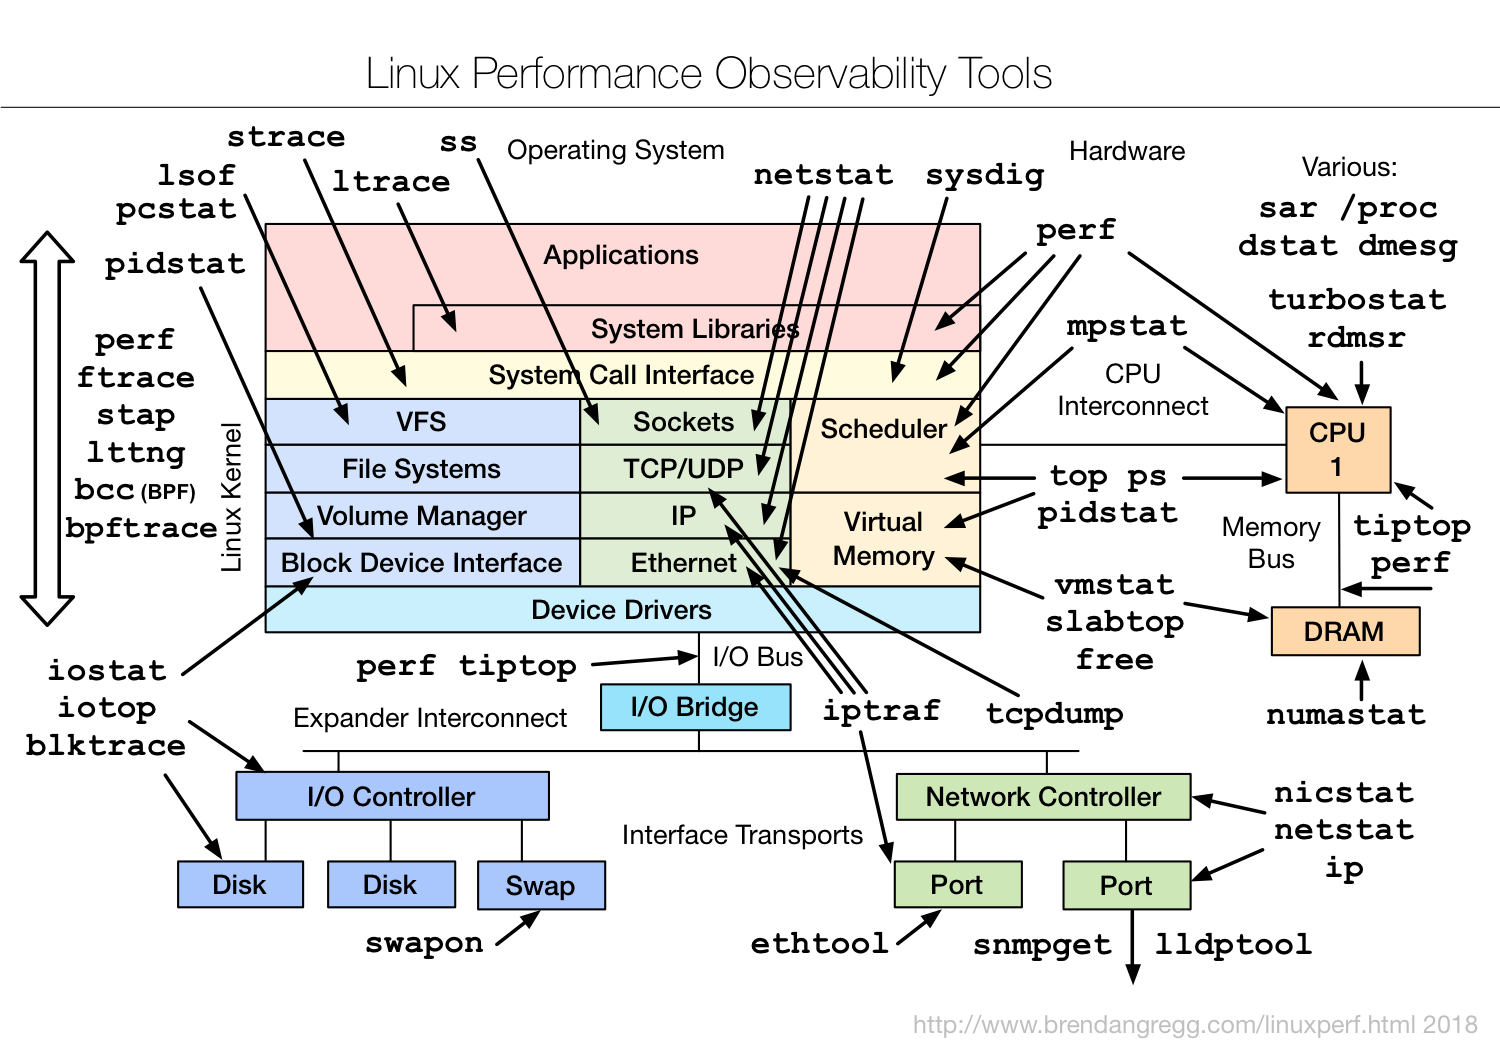 Linux Performance Observability Tools
strace
ss
Operating System
Hardware
Various:
lsof
ltrace
netstat
sysdig
pcstat
sar /proc
perf
dstat dmesg
Applications
pidstat
turbostat
mpstat
rdmsr
System Libraries
perf
ftrace
System Call Interface
CPU
Interconnect
stap
VFS
Sockets
Scheduler
CPU
1
lttng
Linux Kernel
File Systems
TCP/UDP
top ps
pidstat
bcc (BPF)
bpftrace
Volume Manager
IP
Virtual
Memory
Memory
Bus
tiptop
perf
Block Device Interface
Ethernet
vmstat
slabtop
free
Device Drivers
DRAM
iostat
iotop
blktrace
perf tiptop
I/O Bus
Expander Interconnect
I/O Bridge
iptraf
tcpdump
numastat
I/O Controller
Network Controller
nicstat
netstat
ip
Interface Transports
Disk
Disk
Swap
Port
Port
swapon
ethtool
snmpget
lldptool
http://www.brendangregg.com/linuxperf.html 2018